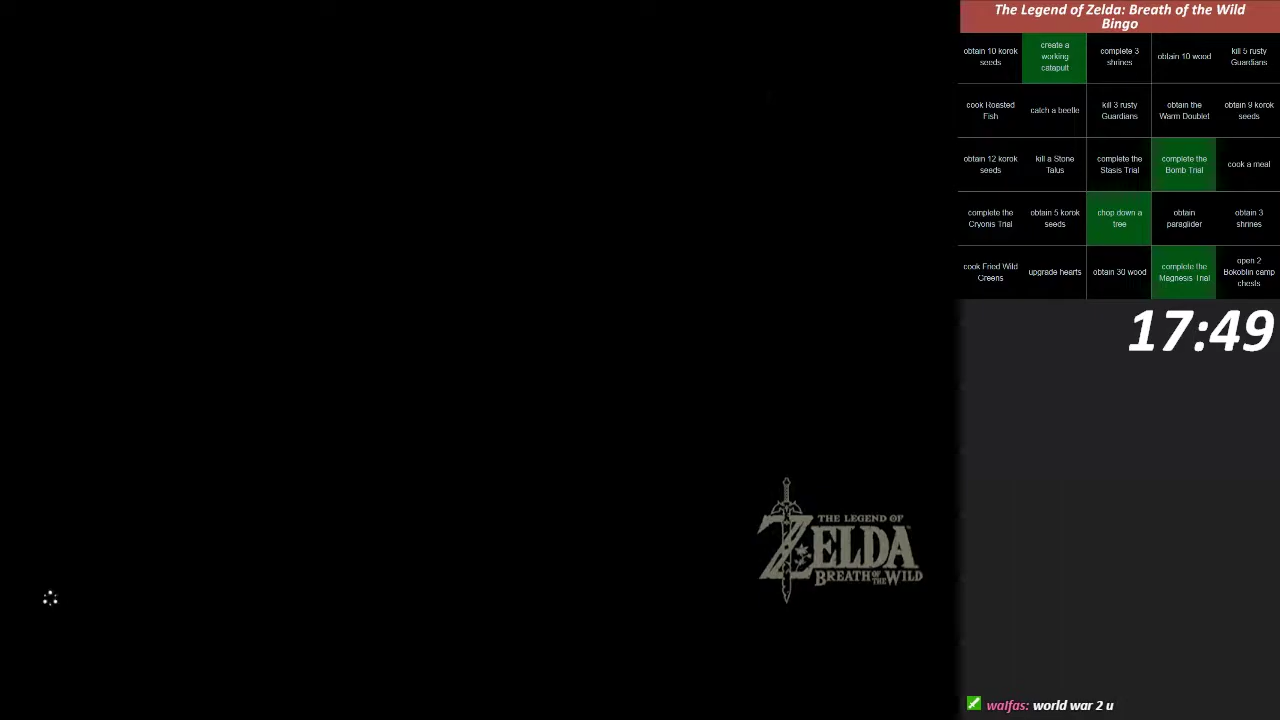 The Legend of Zelda: Breath of the Wild
Bingo
obtain 10 korok
seeds
create a
working
catapult
complete 3
shrines
obtain 10 wood
kill 5 rusty
Guardians
cook Roasted
Fish
catch a beetle
kill 3 rusty
Guardians
obtain the
Warm Doublet
obtain 9 korok
seeds
obtain 12 korok
seeds
kill a Stone
Talus
complete the
Stasis Trial
complete the
Bomb Trial
cook a meal
complete the
Cryonis Trial
obtain 5 korok
seeds
chop down a
tree
obtain
paraglider
obtain 3
shrines
cook Fried Wild
Greens
upgrade hearts
obtain 30 wood
complete the
Magnesis Trial
open 2
Bokoblin camp
chests
17:49
THE LEGEND OF
ZELDA
BREATH OF THE WILD
walfas: world war 2 u